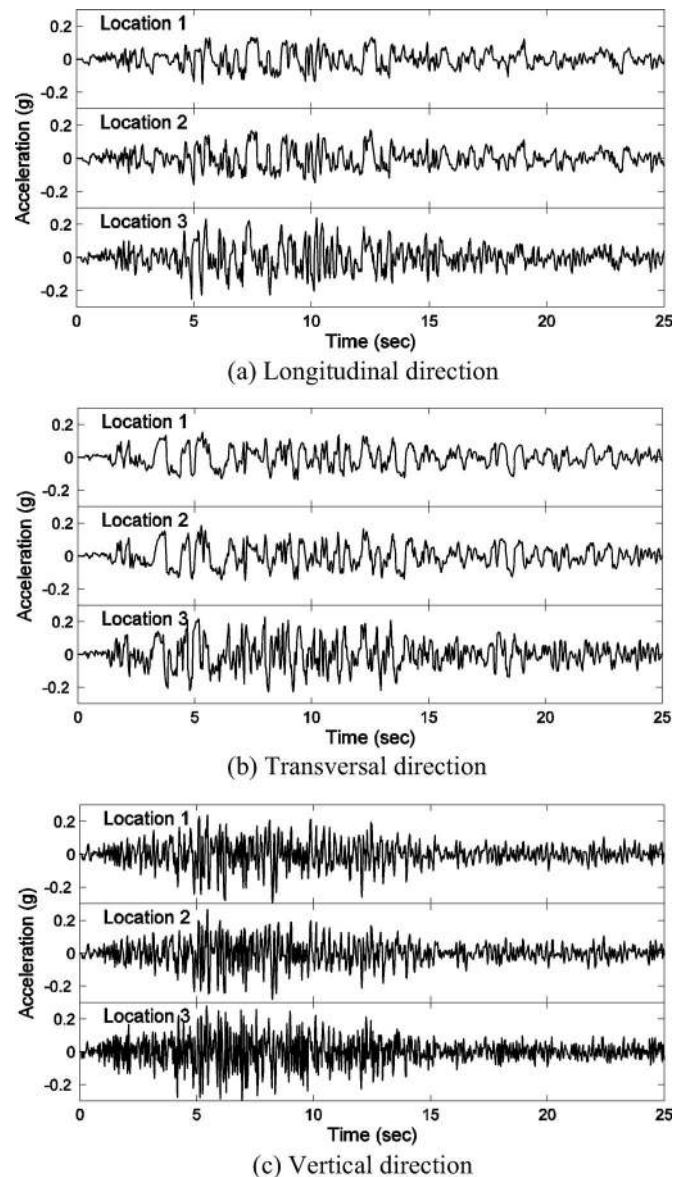 Location 1
0.2
0
-0.2
Location 2
0.2
0
-0.2
Location 3
0.2
0
-0.2
Acceleration (g)
0 5 10 15 20 25
Time (sec)
(a) Longitudinal direction
Location 1
0.2
0
-0.2
Location 2
0.2
0
-0.2
Location 3
0.2
0
-0.2
Acceleration (g)
0 5 10 15 20 25
Time (sec)
(b) Transversal direction
Location 1
0.2
0
-0.2
Location 2
0.2
0
-0.2
Location 3
0.2
0
-0.2
Acceleration (g)
0 5 10 15 20 25
Time (sec)
(c) Vertical direction